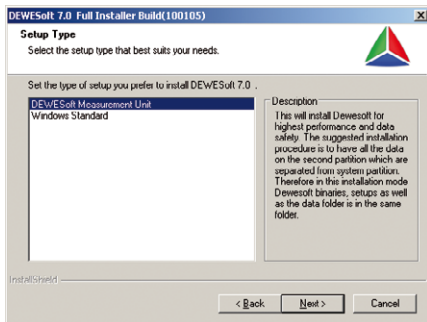 DEWESoft 7.0 Full Installer Build(100105)
Setup Type
Select the setup type that best suits your needs.
Set the type of setup you prefer to install DEWESoft 7.0 .
DEWESoft Measurement Unit
Windows Standard
Description
This will install Dewesoft for
highest performance and data
safety. The suggested installation
procedure is to have all the data
on the second partition which are
separated from system partition.
Therefore in this installation mode
Dewesoft binaries, setups as well
as the data folder is in the same
folder.
InstallShield
< Back
Next >
Cancel